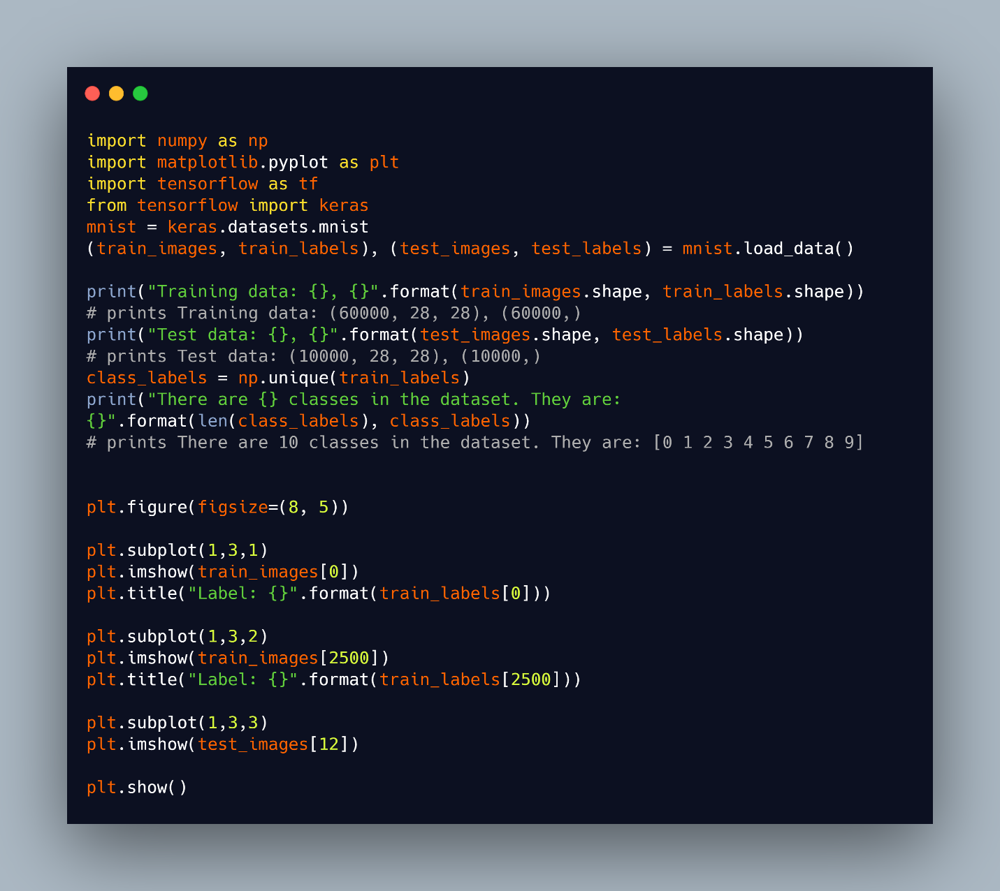 import numpy as np
import matplotlib.pyplot as plt
import tensorflow as tf
from tensorflow import keras
mnist = keras.datasets.mnist
(train_images, train_labels), (test_images, test_labels) = mnist.load_data()
print("Training data: {}, {}".format(train_images.shape, train_labels.shape))
# prints Training data: (60000, 28, 28), (60000,)
print("Test data: {}, {}".format(test_images.shape, test_labels.shape))
# prints Test data: (10000, 28, 28), (10000,)
class_labels = np.unique(train_labels)
print("There are {} classes in the dataset. They are:
{}".format(len(class_labels), class_labels))
# prints There are 10 classes in the dataset. They are: [0 1 2 3 4 5 6 7 8 9]
plt.figure(figsize=(8, 5))
plt.subplot(1,3,1)
plt.imshow(train_images[0])
plt.title("Label: {}".format(train_labels[0]))
plt.subplot(1,3,2)
plt.imshow(train_images[2500])
plt.title("Label: {}".format(train_labels[2500]))
plt.subplot(1,3,3)
plt.imshow(test_images[12])
plt.show()